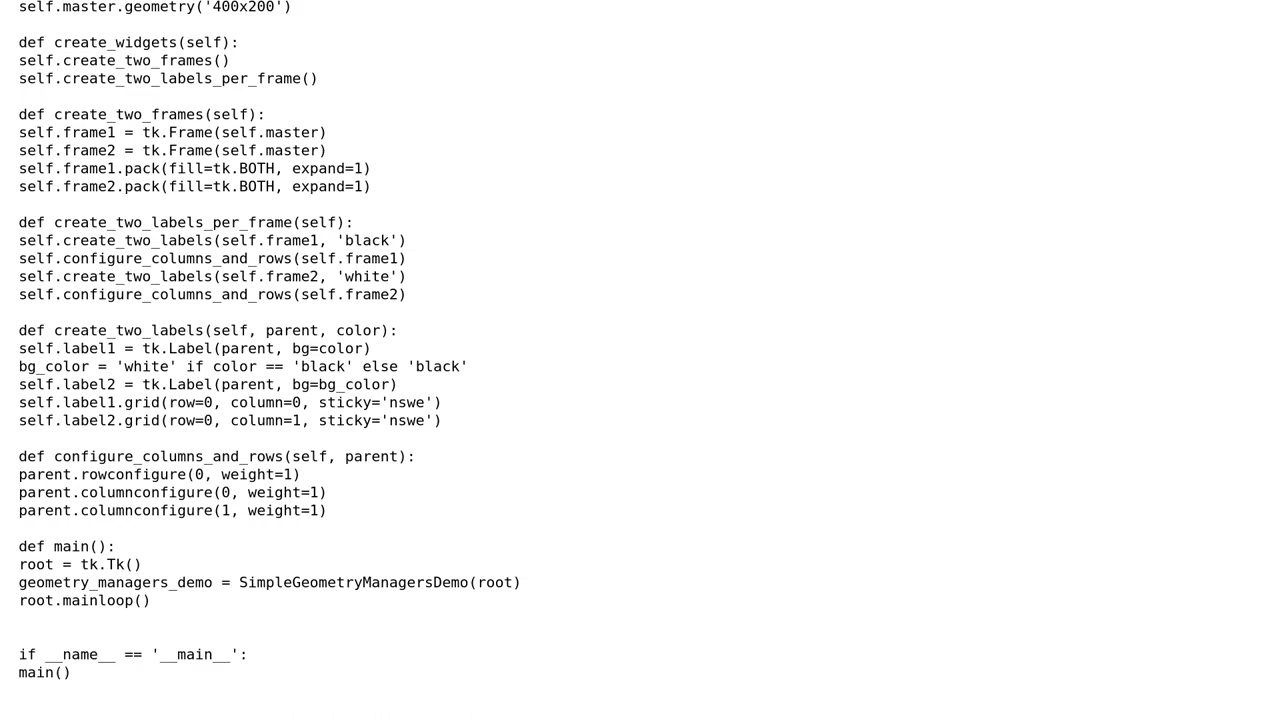 self.master.geometry('400x200')

def create_widgets(self):
self.create_two_frames()
self.create_two_labels_per_frame()

def create_two_frames(self):
self.frame1 = tk.Frame(self.master)
self.frame2 = tk.Frame(self.master)
self.frame1.pack(fill=tk.BOTH, expand=1)
self.frame2.pack(fill=tk.BOTH, expand=1)

def create_two_labels_per_frame(self):
self.create_two_labels(self.frame1, 'black')
self.configure_columns_and_rows(self.frame1)
self.create_two_labels(self.frame2, 'white')
self.configure_columns_and_rows(self.frame2)

def create_two_labels(self, parent, color):
self.label1 = tk.Label(parent, bg=color)
bg_color = 'white' if color == 'black' else 'black'
self.label2 = tk.Label(parent, bg=bg_color)
self.label1.grid(row=0, column=0, sticky='nswe')
self.label2.grid(row=0, column=1, sticky='nswe')

def configure_columns_and_rows(self, parent):
parent.rowconfigure(0, weight=1)
parent.columnconfigure(0, weight=1)
parent.columnconfigure(1, weight=1)

def main():
root = tk.Tk()
geometry_managers_demo = SimpleGeometryManagersDemo(root)
root.mainloop()


if __name__ == '__main__':
main()